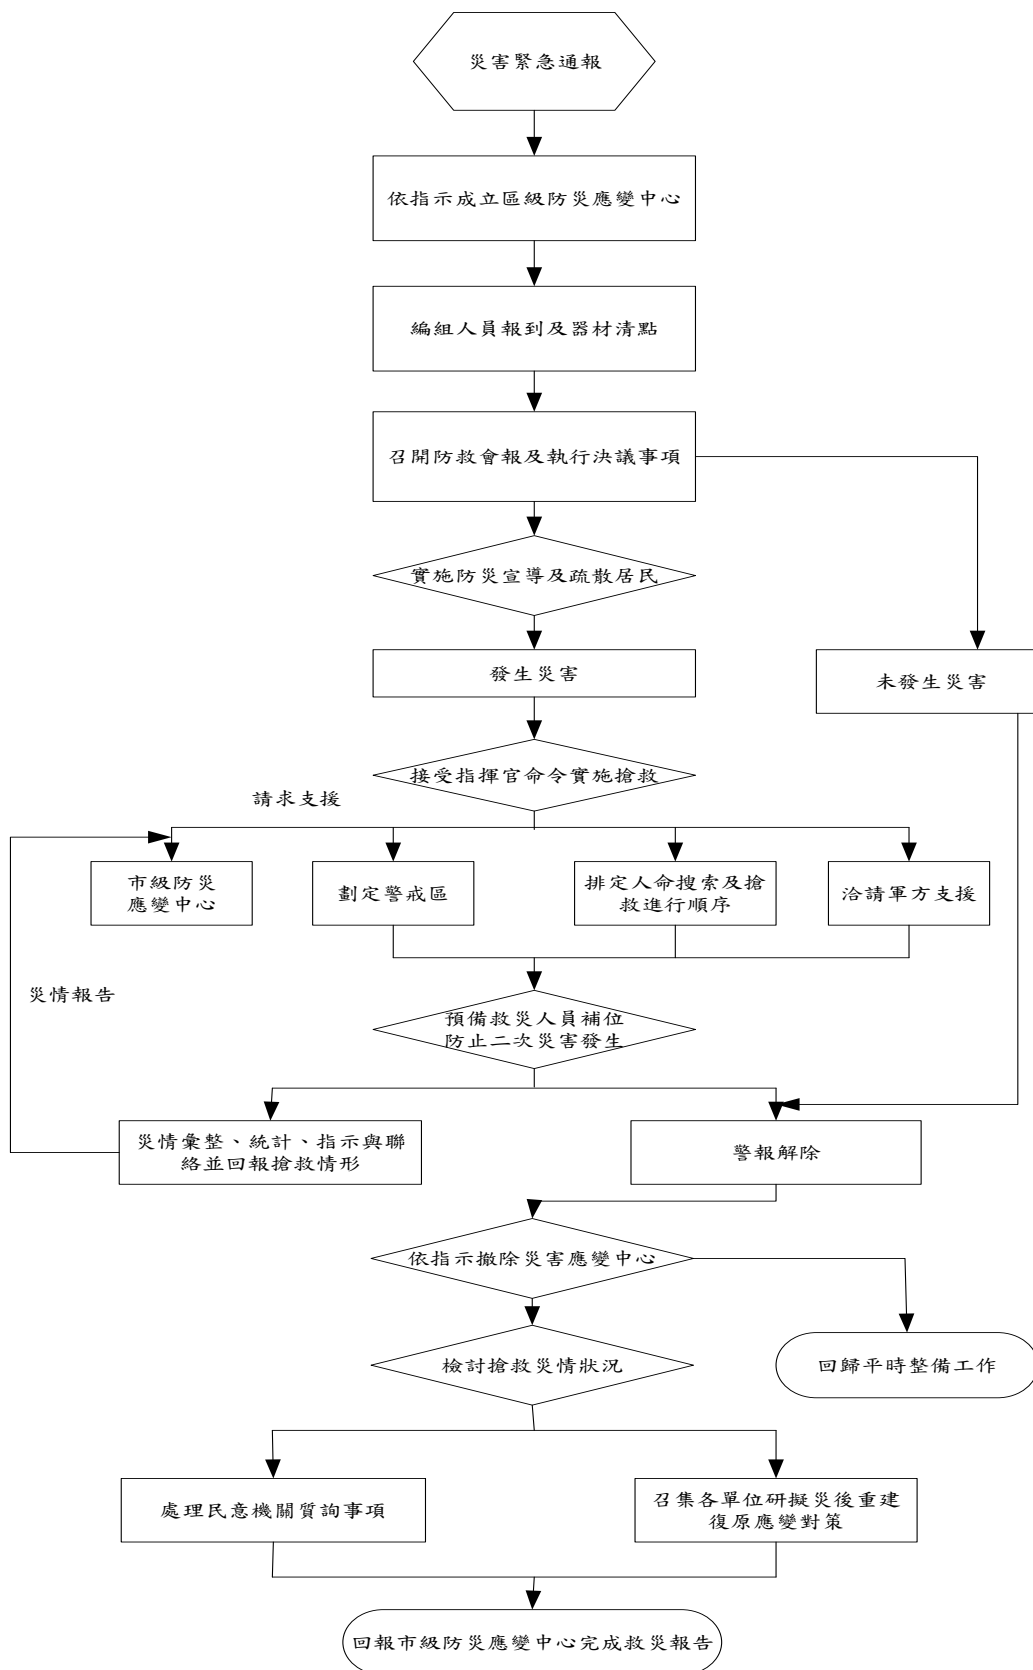 災害緊急通報
依指示成立區級防災應變中心
編組人員報到及器材清點
召開防救會報及執行決議事項
實施防災宣導及疏散居民
發生災害
未發生災害
接受指揮官命令實施搶救
請求支援
市級防災
應變中心
劃定警戒區
排定人命搜索及搶
救進行順序
洽請軍方支援
災情報告
預備救災人員補位
防止二次災害發生
災情彙整、統計、指示與聯
絡並回報搶救情形
警報解除
依指示撤除災害應變中心
檢討搶救災情狀況
回歸平時整備工作
處理民意機關質詢事項
召集各單位研擬災後重建
復原應變對策
回報市級防災應變中心完成救災報告